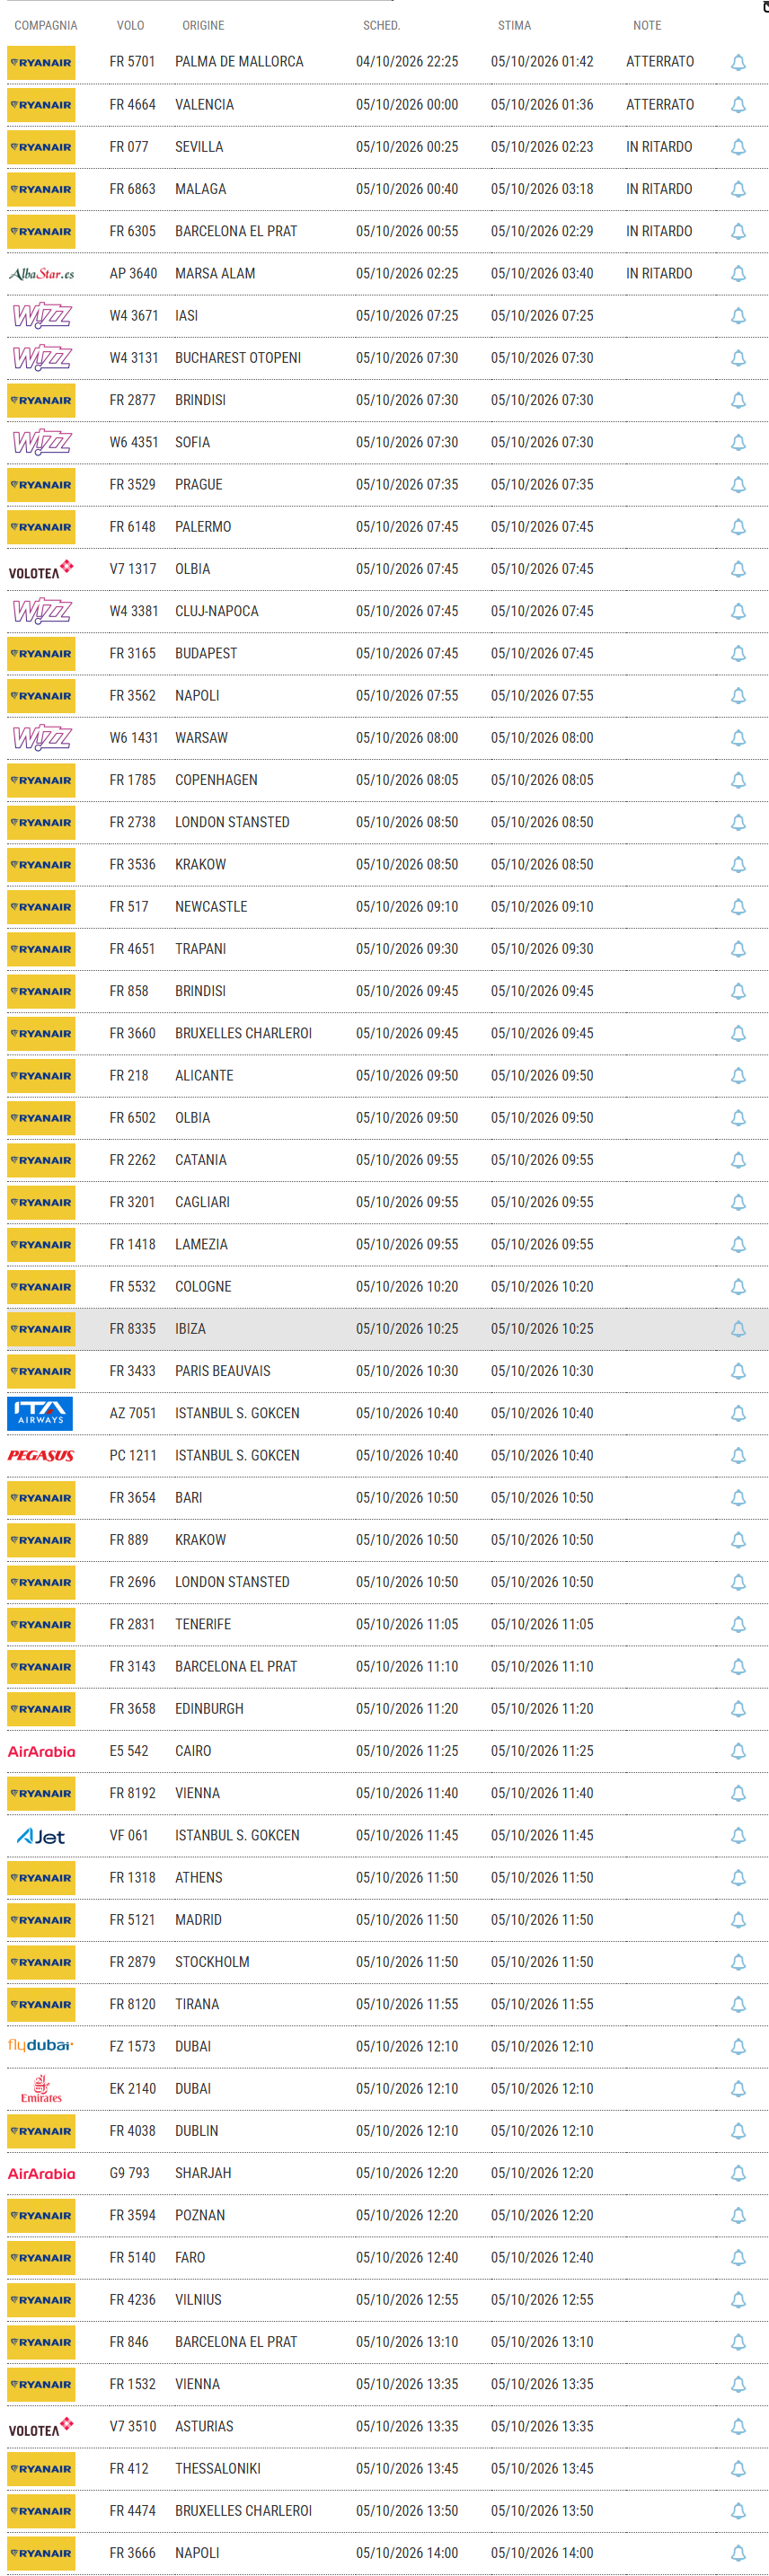 COMPAGNIA VOLO ORIGINE SCHED. STIMA NOTE
RYANAIR FR 5701 PALMA DE MALLORCA 04/10/2026 22:25 05/10/2026 01:42 ATTERRATO
RYANAIR FR 4664 VALENCIA 05/10/2026 00:00 05/10/2026 01:36 ATTERRATO
RYANAIR FR 077 SEVILLA 05/10/2026 00:25 05/10/2026 02:23 IN RITARDO
RYANAIR FR 6863 MALAGA 05/10/2026 00:40 05/10/2026 03:18 IN RITARDO
RYANAIR FR 6305 BARCELONA EL PRAT 05/10/2026 00:55 05/10/2026 02:29 IN RITARDO
AlbaStar.es AP 3640 MARSA ALAM 05/10/2026 02:25 05/10/2026 03:40 IN RITARDO
WIZZ W4 3671 IASI 05/10/2026 07:25 05/10/2026 07:25
WIZZ W4 3131 BUCHAREST OTOPENI 05/10/2026 07:30 05/10/2026 07:30
RYANAIR FR 2877 BRINDISI 05/10/2026 07:30 05/10/2026 07:30
WIZZ W6 4351 SOFIA 05/10/2026 07:30 05/10/2026 07:30
RYANAIR FR 3529 PRAGUE 05/10/2026 07:35 05/10/2026 07:35
RYANAIR FR 6148 PALERMO 05/10/2026 07:45 05/10/2026 07:45
VOLOTEA V7 1317 OLBIA 05/10/2026 07:45 05/10/2026 07:45
WIZZ W4 3381 CLUJ-NAPOCA 05/10/2026 07:45 05/10/2026 07:45
RYANAIR FR 3165 BUDAPEST 05/10/2026 07:45 05/10/2026 07:45
RYANAIR FR 3562 NAPOLI 05/10/2026 07:55 05/10/2026 07:55
WIZZ W6 1431 WARSAW 05/10/2026 08:00 05/10/2026 08:00
RYANAIR FR 1785 COPENHAGEN 05/10/2026 08:05 05/10/2026 08:05
RYANAIR FR 2738 LONDON STANSTED 05/10/2026 08:50 05/10/2026 08:50
RYANAIR FR 3536 KRAKOW 05/10/2026 08:50 05/10/2026 08:50
RYANAIR FR 517 NEWCASTLE 05/10/2026 09:10 05/10/2026 09:10
RYANAIR FR 4651 TRAPANI 05/10/2026 09:30 05/10/2026 09:30
RYANAIR FR 858 BRINDISI 05/10/2026 09:45 05/10/2026 09:45
RYANAIR FR 3660 BRUXELLES CHARLEROI 05/10/2026 09:45 05/10/2026 09:45
RYANAIR FR 218 ALICANTE 05/10/2026 09:50 05/10/2026 09:50
RYANAIR FR 6502 OLBIA 05/10/2026 09:50 05/10/2026 09:50
RYANAIR FR 2262 CATANIA 05/10/2026 09:55 05/10/2026 09:55
RYANAIR FR 3201 CAGLIARI 05/10/2026 09:55 05/10/2026 09:55
RYANAIR FR 1418 LAMEZIA 05/10/2026 09:55 05/10/2026 09:55
RYANAIR FR 5532 COLOGNE 05/10/2026 10:20 05/10/2026 10:20
RYANAIR FR 8335 IBIZA 05/10/2026 10:25 05/10/2026 10:25
RYANAIR FR 3433 PARIS BEAUVAIS 05/10/2026 10:30 05/10/2026 10:30
ITA AIRWAYS AZ 7051 ISTANBUL S. GOKCEN 05/10/2026 10:40 05/10/2026 10:40
PEGASUS PC 1211 ISTANBUL S. GOKCEN 05/10/2026 10:40 05/10/2026 10:40
RYANAIR FR 3654 BARI 05/10/2026 10:50 05/10/2026 10:50
RYANAIR FR 889 KRAKOW 05/10/2026 10:50 05/10/2026 10:50
RYANAIR FR 2696 LONDON STANSTED 05/10/2026 10:50 05/10/2026 10:50
RYANAIR FR 2831 TENERIFE 05/10/2026 11:05 05/10/2026 11:05
RYANAIR FR 3143 BARCELONA EL PRAT 05/10/2026 11:10 05/10/2026 11:10
RYANAIR FR 3658 EDINBURGH 05/10/2026 11:20 05/10/2026 11:20
AirArabia E5 542 CAIRO 05/10/2026 11:25 05/10/2026 11:25
RYANAIR FR 8192 VIENNA 05/10/2026 11:40 05/10/2026 11:40
AJet VF 061 ISTANBUL S. GOKCEN 05/10/2026 11:45 05/10/2026 11:45
RYANAIR FR 1318 ATHENS 05/10/2026 11:50 05/10/2026 11:50
RYANAIR FR 5121 MADRID 05/10/2026 11:50 05/10/2026 11:50
RYANAIR FR 2879 STOCKHOLM 05/10/2026 11:50 05/10/2026 11:50
RYANAIR FR 8120 TIRANA 05/10/2026 11:55 05/10/2026 11:55
flydubai FZ 1573 DUBAI 05/10/2026 12:10 05/10/2026 12:10
Emirates EK 2140 DUBAI 05/10/2026 12:10 05/10/2026 12:10
RYANAIR FR 4038 DUBLIN 05/10/2026 12:10 05/10/2026 12:10
AirArabia G9 793 SHARJAH 05/10/2026 12:20 05/10/2026 12:20
RYANAIR FR 3594 POZNAN 05/10/2026 12:20 05/10/2026 12:20
RYANAIR FR 5140 FARO 05/10/2026 12:40 05/10/2026 12:40
RYANAIR FR 4236 VILNIUS 05/10/2026 12:55 05/10/2026 12:55
RYANAIR FR 846 BARCELONA EL PRAT 05/10/2026 13:10 05/10/2026 13:10
RYANAIR FR 1532 VIENNA 05/10/2026 13:35 05/10/2026 13:35
VOLOTEA V7 3510 ASTURIAS 05/10/2026 13:35 05/10/2026 13:35
RYANAIR FR 412 THESSALONIKI 05/10/2026 13:45 05/10/2026 13:45
RYANAIR FR 4474 BRUXELLES CHARLEROI 05/10/2026 13:50 05/10/2026 13:50
RYANAIR FR 3666 NAPOLI 05/10/2026 14:00 05/10/2026 14:00